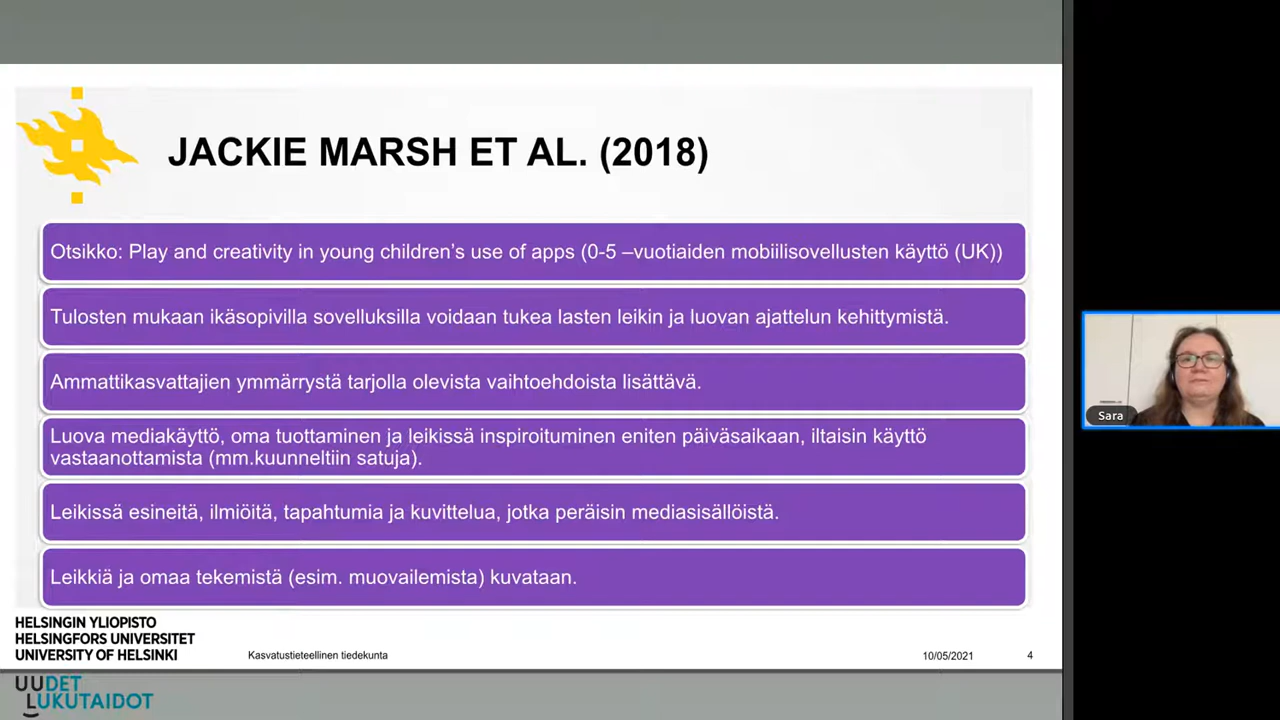 JACKIE MARSH ET AL. (2018)
Otsikko: Play and creativity in young children’s use of apps (0-5 –vuotiaiden mobiilisovellusten käyttö (UK))
Tulosten mukaan ikäsopivilla sovelluksilla voidaan tukea lasten leikin ja luovan ajattelun kehittymistä.
Ammattikasvattajien ymmärrystä tarjolla olevista vaihtoehdoista lisättävä.
Luova mediakäyttö, oma tuottaminen ja leikissä inspiroituminen eniten päiväsaikaan, iltaisin käyttö
vastaanottamista (mm.kuunneltiin satuja).
Leikissä esineitä, ilmiöitä, tapahtumia ja kuvittelua, jotka peräisin mediasisällöistä.
Leikkiä ja omaa tekemistä (esim. muovailemista) kuvataan.
HELSINGIN YLIOPISTO
HELSINGFORS UNIVERSITET
UNIVERSITY OF HELSINKI
Kasvatustieteellinen tiedekunta
10/05/2021
4
UUDET
LUKUTAIDOT
Sara